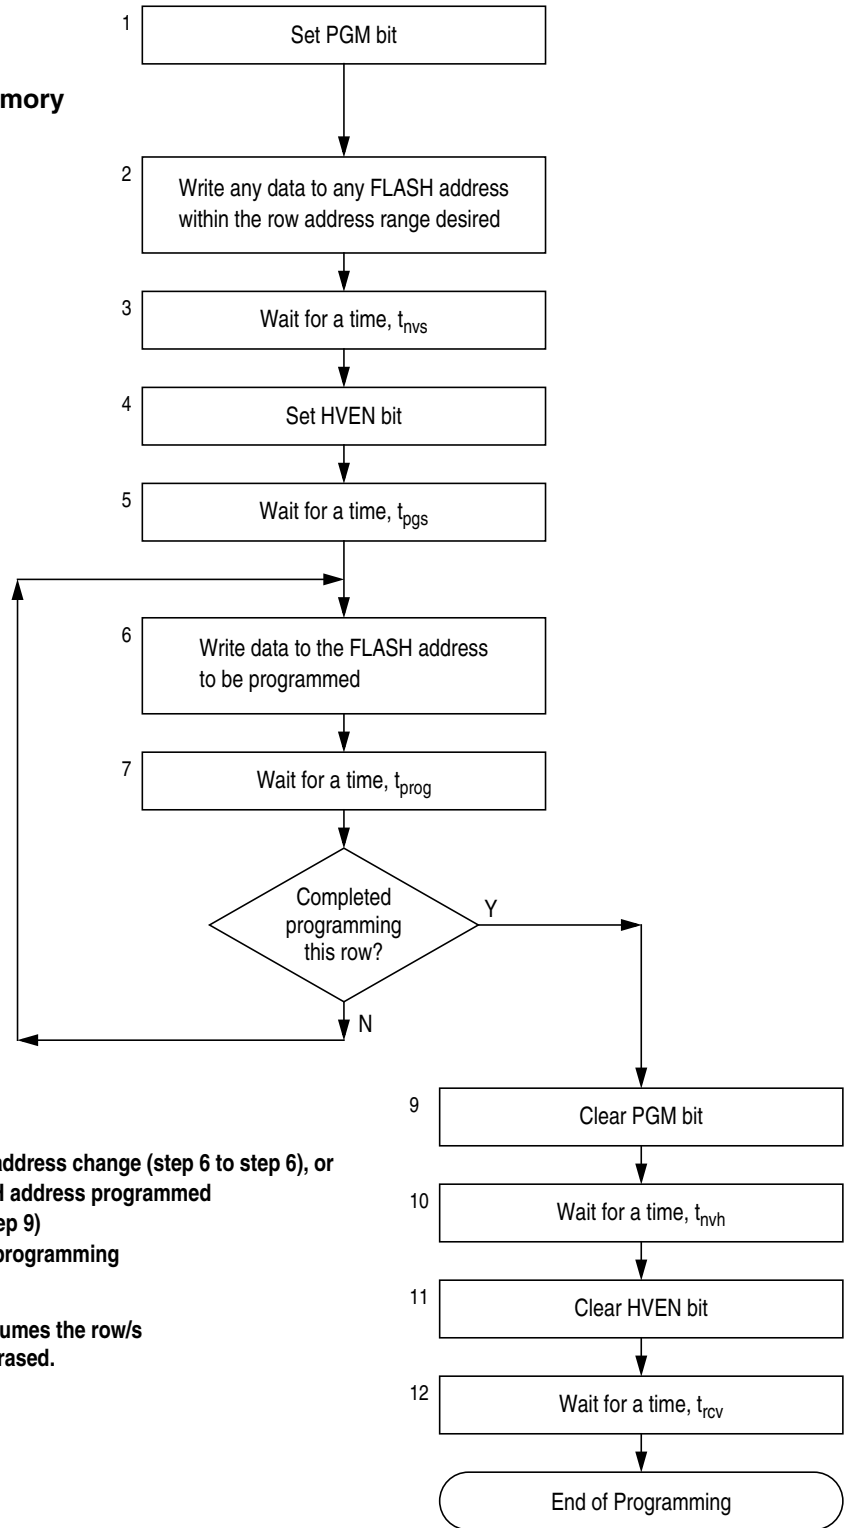 1
Set PGM bit
mory
2
Write any data to any FLASH address
within the row address range desired
3
Wait for a time, tnvs
4
Set HVEN bit
5
Wait for a time, tpgs
6
Write data to the FLASH address
to be programmed
7
Wait for a time, tprog
Completed
programming
this row?
Y
N
9
Clear PGM bit
address change (step 6 to step 6), or
H address programmed
ep 9)
programming
10
Wait for a time, tnvh
11
Clear HVEN bit
umes the row/s
rased.
12
Wait for a time, trcv
End of Programming